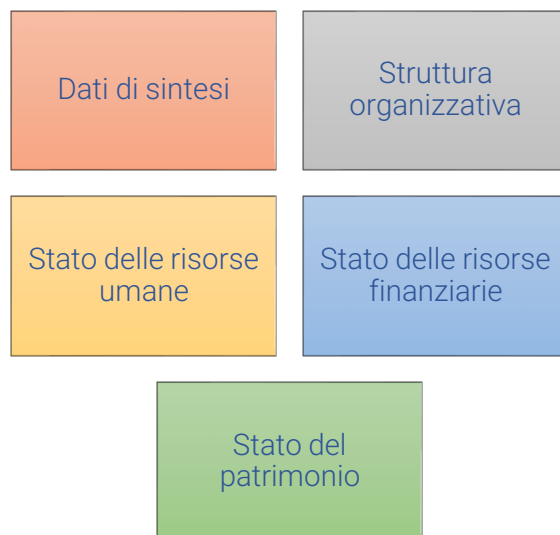 Dati di sintesi
Struttura
organizzativa
Stato delle risorse
umane
Stato delle risorse
finanziarie
Stato del
patrimonio